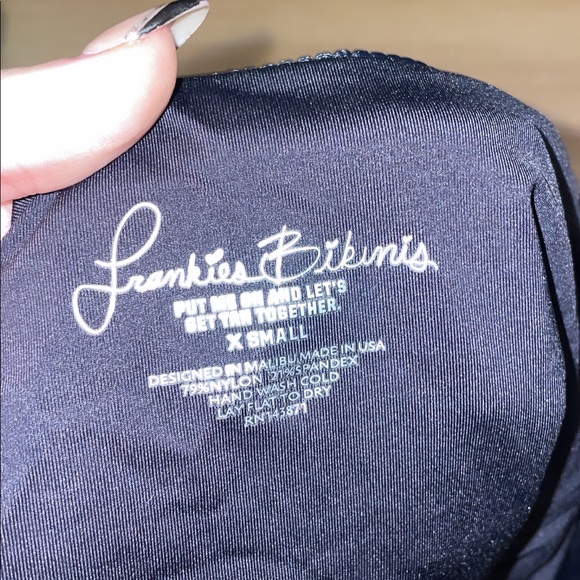 Frankies Bikinis
PUT ME ON AND LET'S
GET TAN TOGETHER.
X SMALL
DESIGNED IN MALIBU MADE IN USA
79%NYLON 21%SPANDEX
HAND WASH COLD
LAY FLAT TO DRY
RN145871